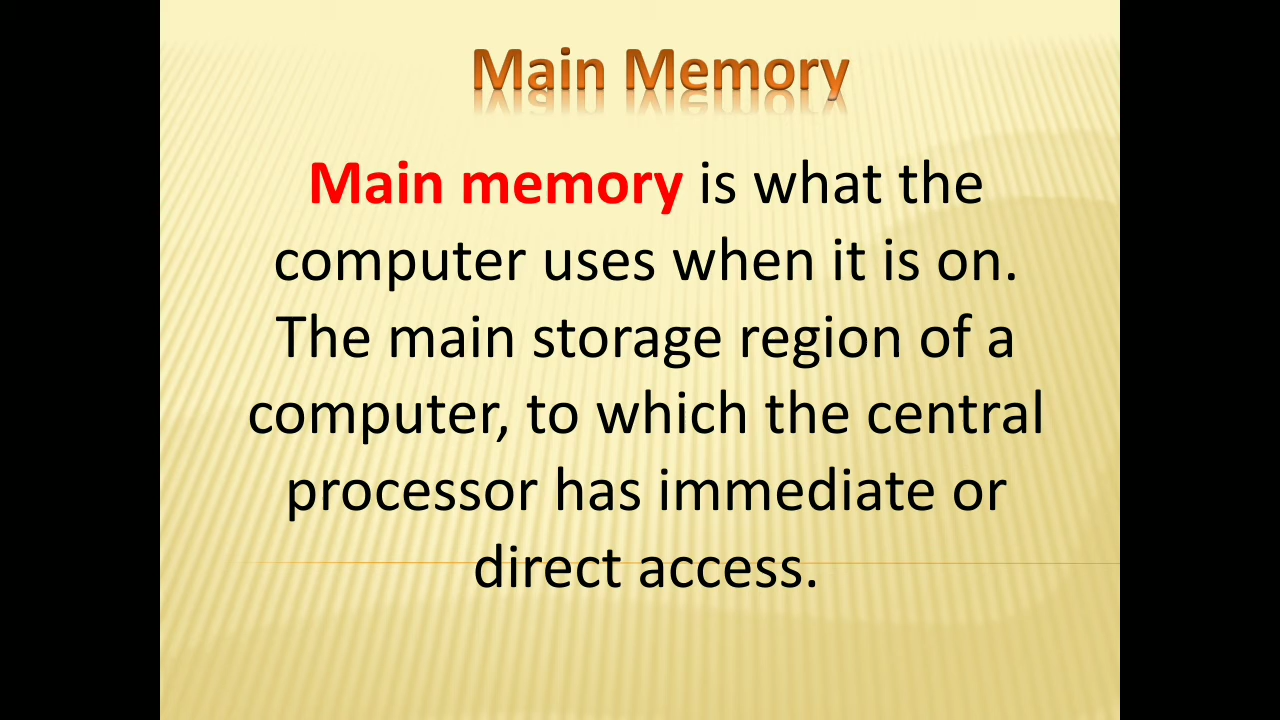 Main Memory
Main memory is what the
computer uses when it is on.
The main storage region of a
computer, to which the central
processor has immediate or
direct access.